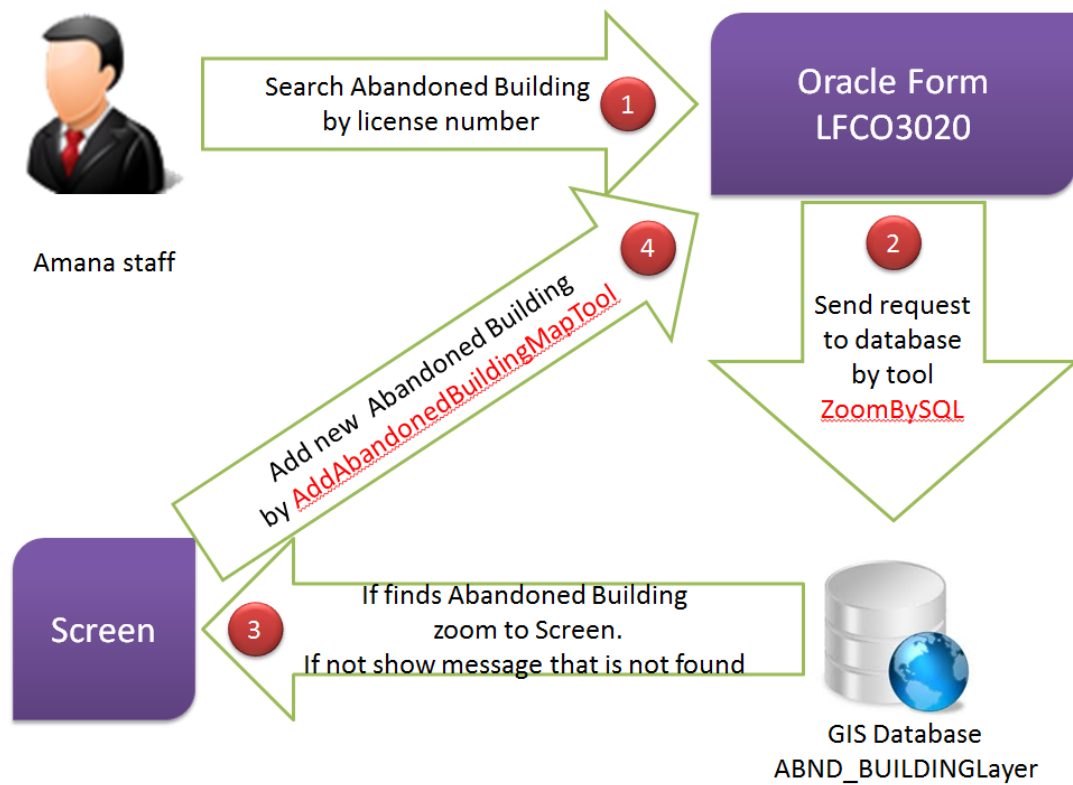 Search Abandoned Building
by license number
1
Oracle Form
LFCO3020
Amana staff
2
Send request
to database
by tool
ZoomBySQL
4
Add new  Abandoned Building
by AddAbandonedBuildingMapTool
Screen
3
If finds Abandoned Building
zoom to Screen.
If not show message that is not found
GIS Database
ABND_BUILDINGLayer